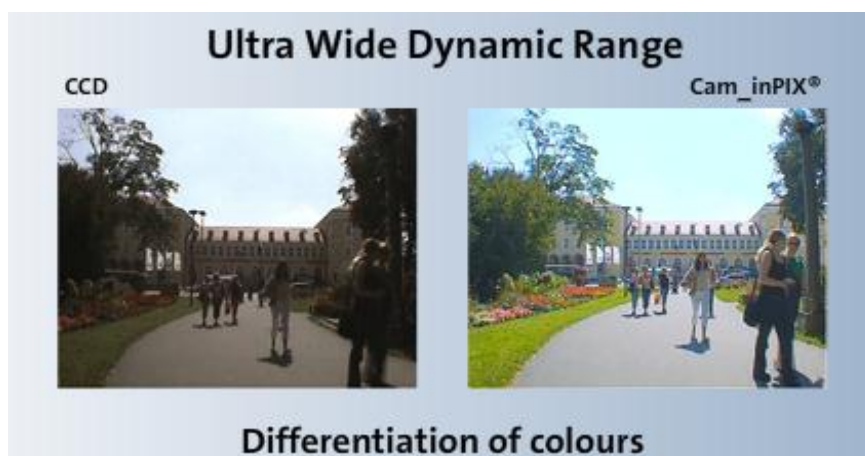 Ultra Wide Dynamic Range
CCD
Cam_inPIX®
Differentiation of colours